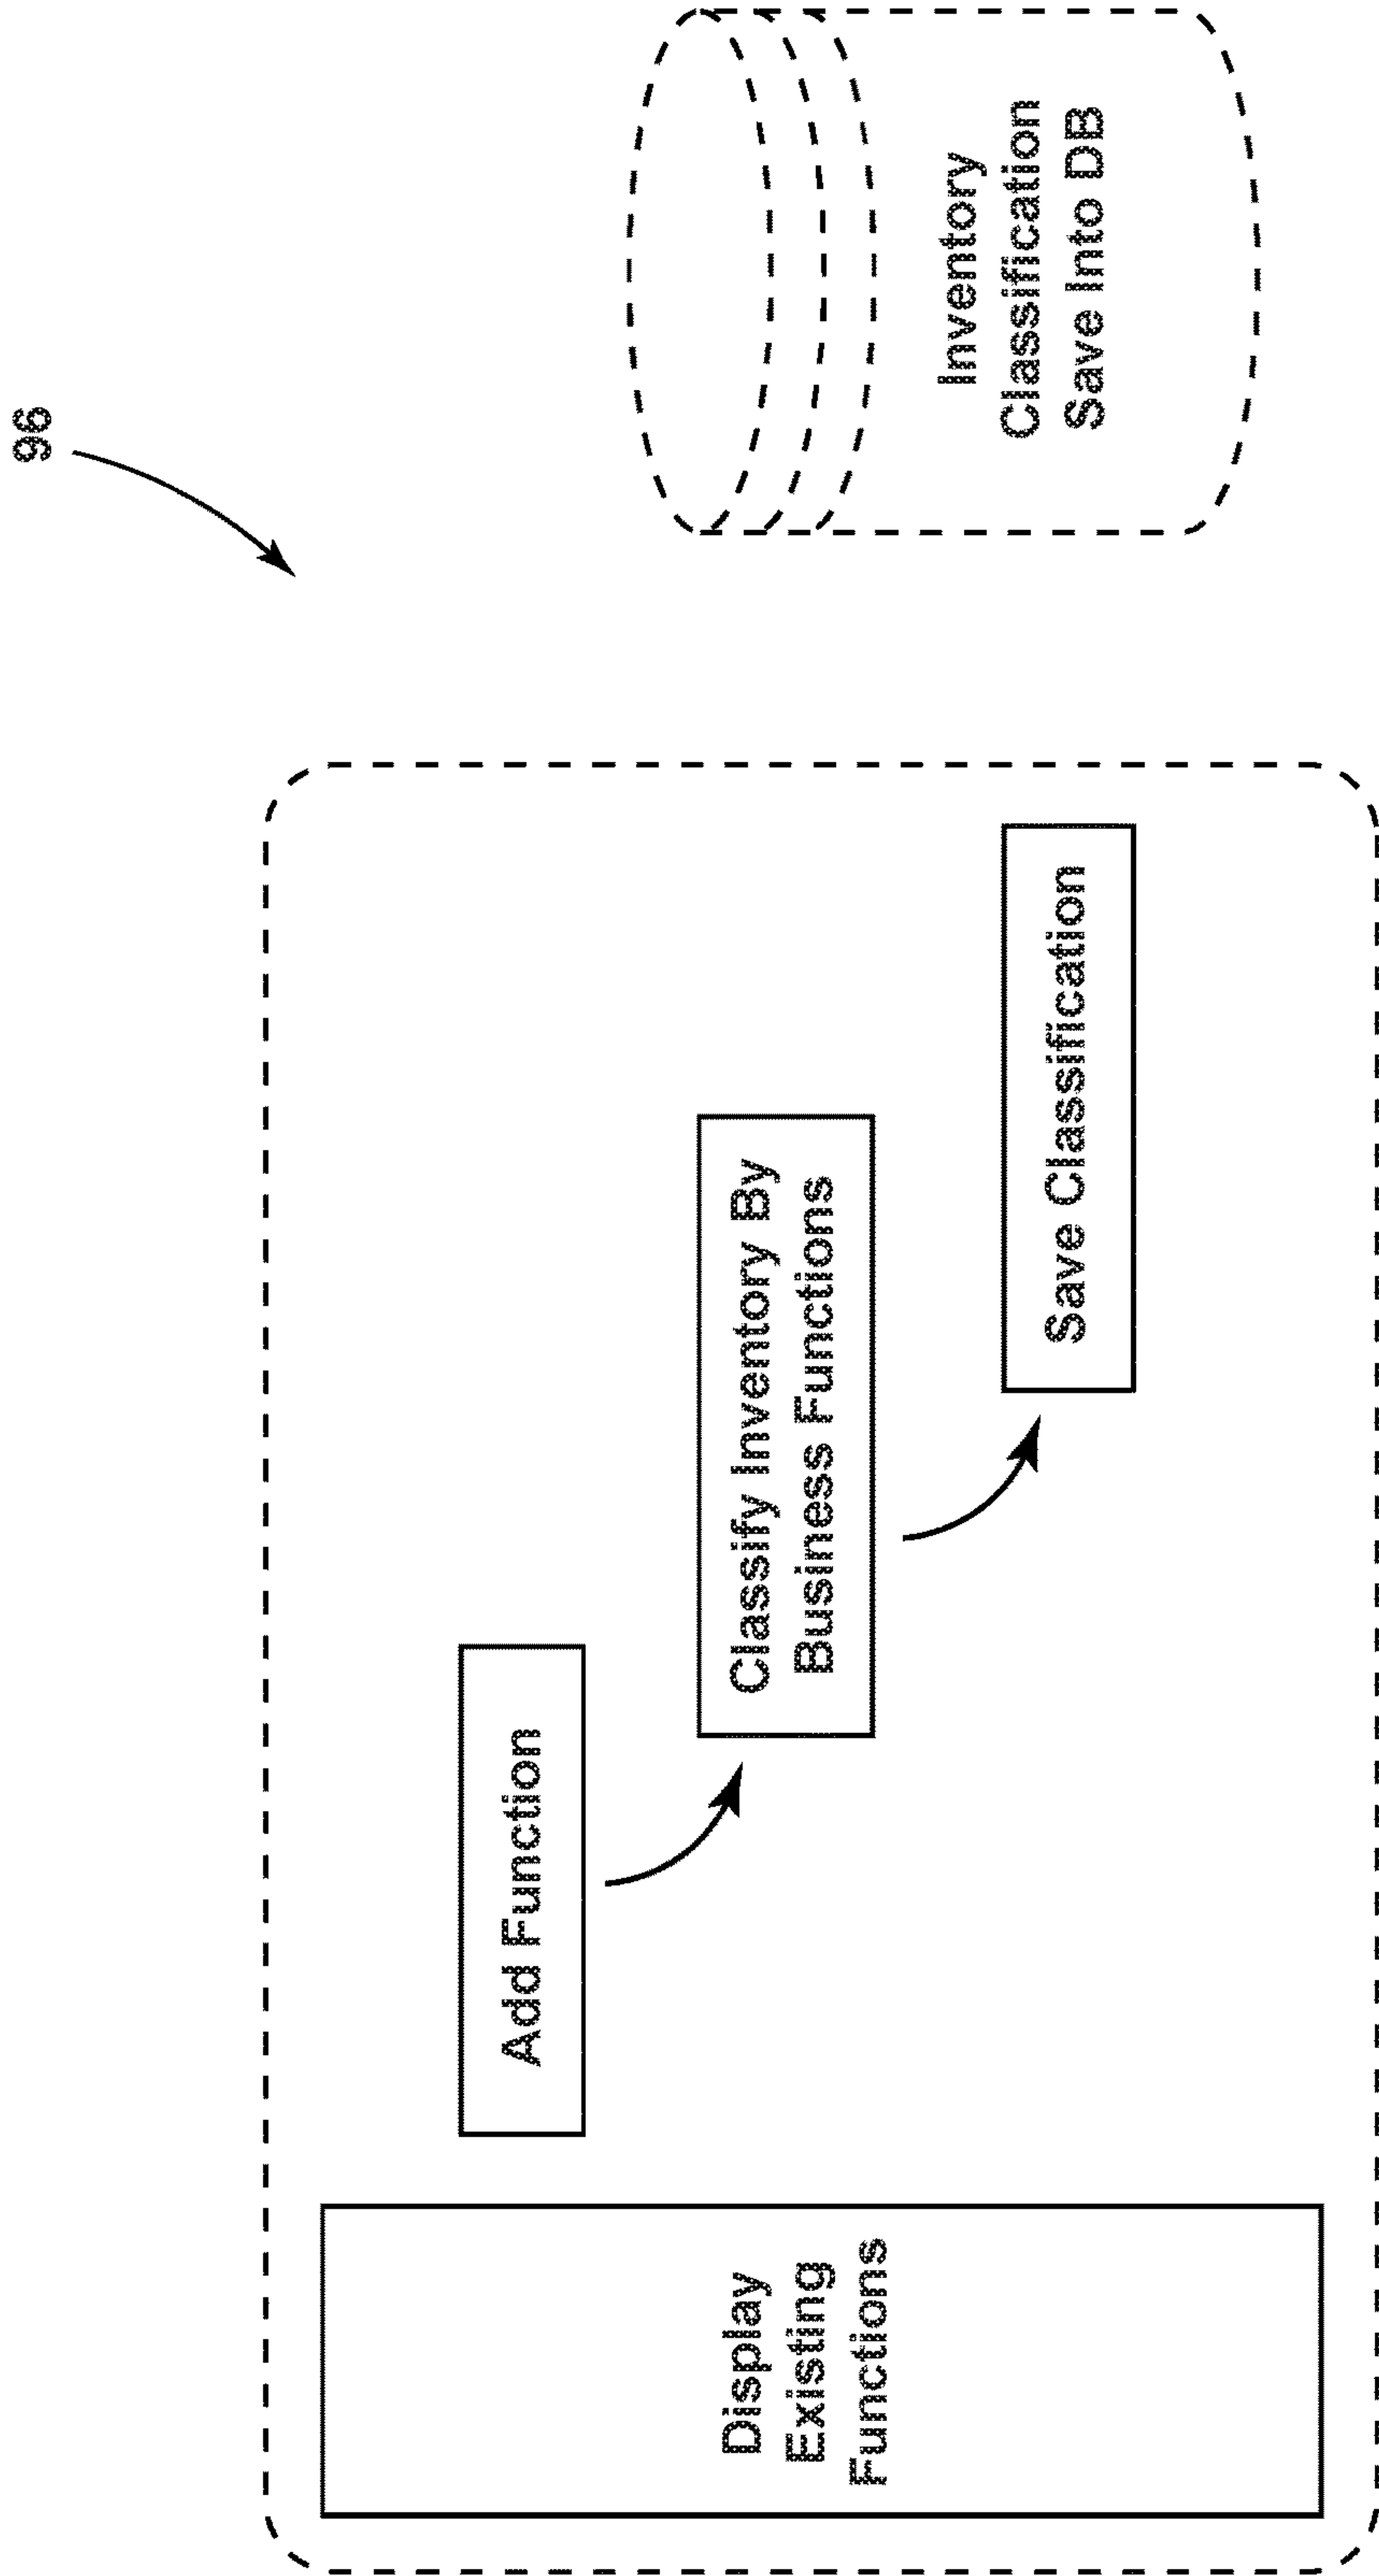 96
Display
Existing
Functions
Add Function
Classify Inventory By
Business Functions
Save Classification
Inventory
Classification
Save Into DB